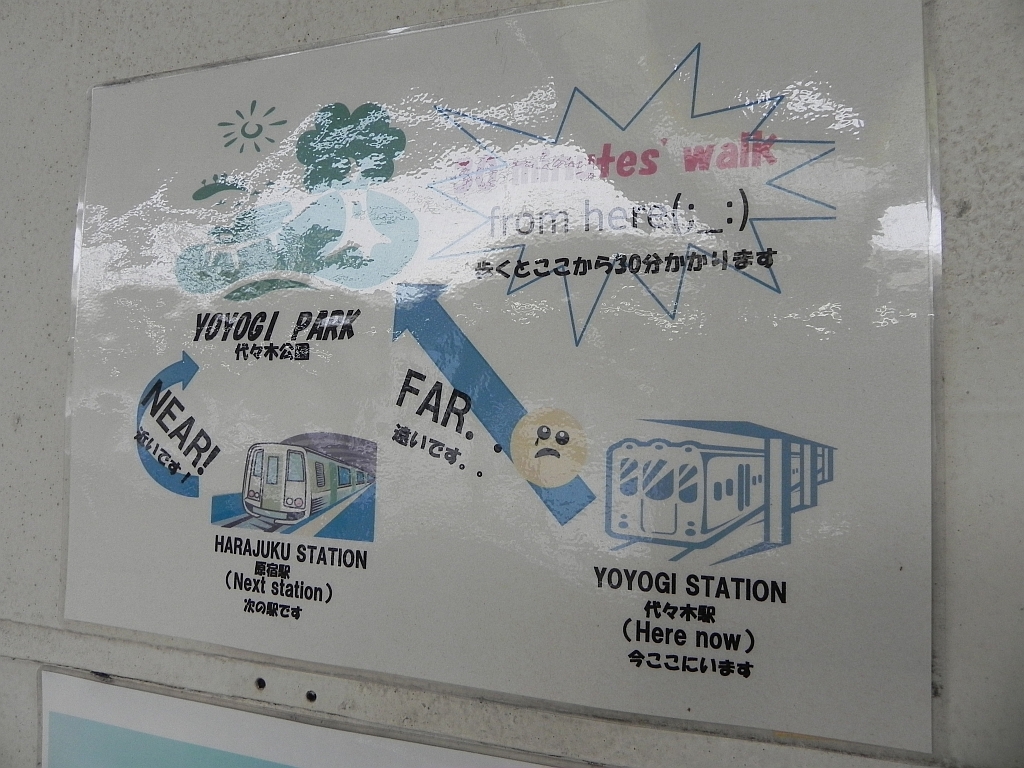 30 minutes' walk
from here(;_:)
歩くとここから30分かかります
YOYOGI PARK
代々木公園
NEAR!
近いです!
FAR. .
遠いです. .
HARAJUKU STATION
原宿駅
(Next station)
次の駅です
YOYOGI STATION
代々木駅
(Here now)
今ここにいます